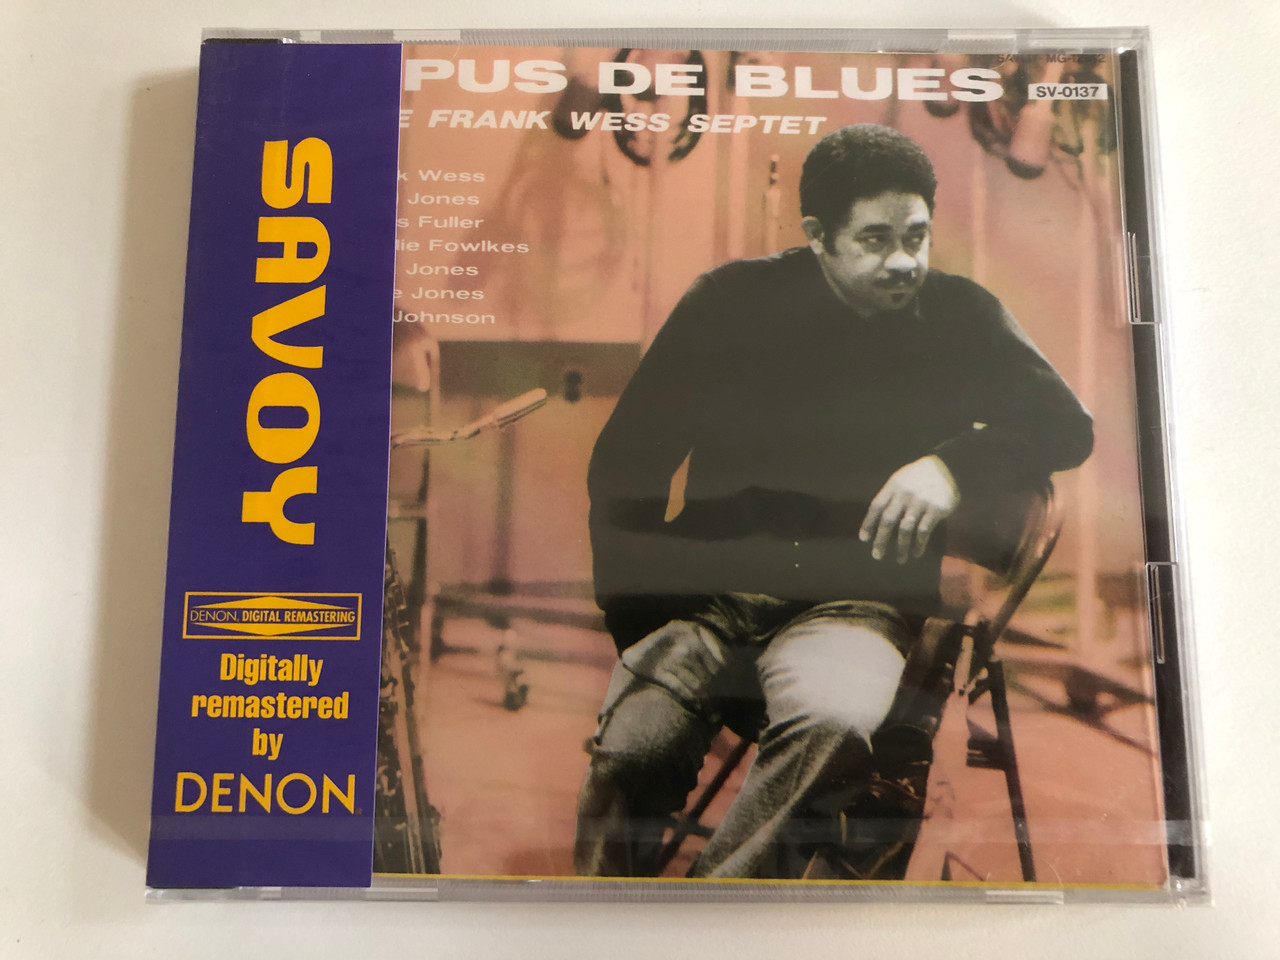 SAVOY
DENON. DIGITAL REMASTERING
Digitally
remastered
by
DENON
PUS DE BLUES
SV-0137
E FRANK WESS SEPTET
k Wess
Jones
s Fuller
lie Fowlkes
Jones
e Jones
Johnson